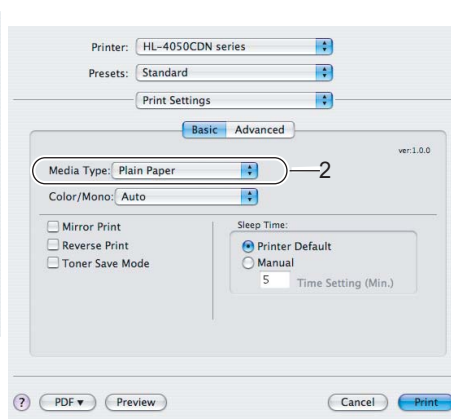 Printer: HL-4050CDN series
Presets: Standard
Print Settings
Basic Advanced
ver:1.0.0
Media Type: Plain Paper 2
Color/Mono: Auto
Mirror Print
Reverse Print
Toner Save Mode
Sleep Time:
Printer Default
Manual
5 Time Setting (Min.)
? PDF ▼ Preview Cancel Print